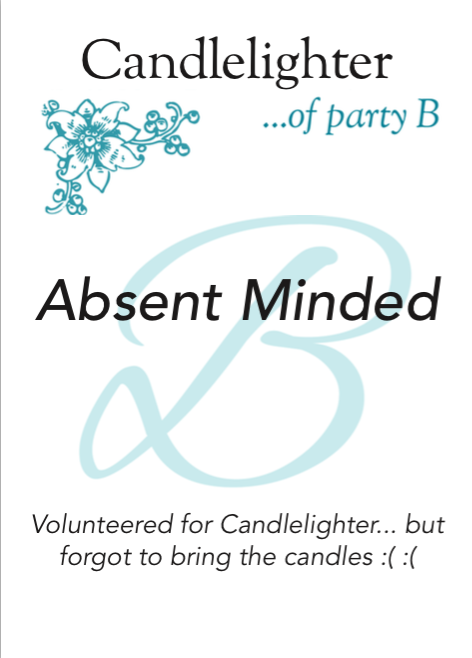 Candlelighter
...of party B
B
Absent Minded
Volunteered for Candlelighter... but
forgot to bring the candles :( :(